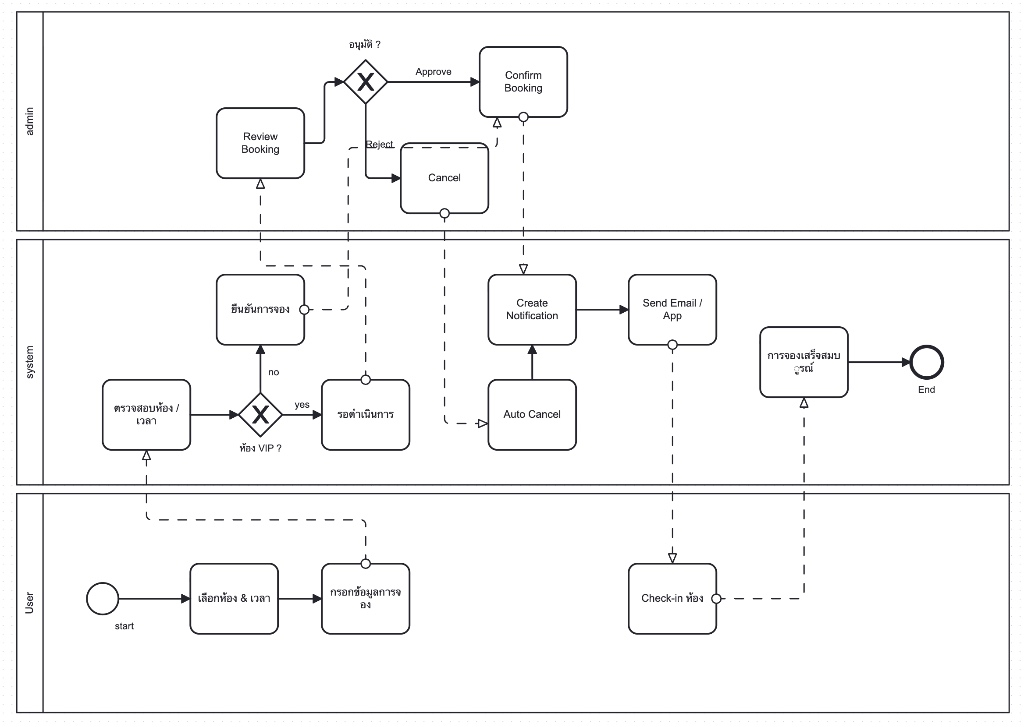 admin
อนุมัติ ?
Approve
Confirm
Booking
Review
Booking
Reject
Cancel
system
ยืนยันการจอง
Create
Notification
Send Email /
App
การจองเสร็จสมบ
ูรณ์
End
no
ตรวจสอบห้อง /
เวลา
yes
รอดำเนินการ
Auto Cancel
ห้อง VIP ?
User
start
เลือกห้อง & เวลา
กรอกข้อมูลการจ
อง
Check-in ห้อง